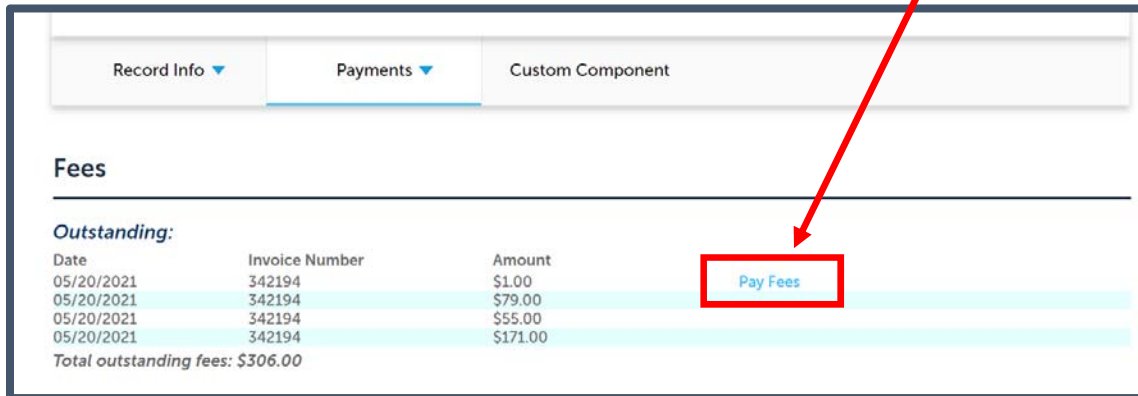 Record Info Payments Custom Component
Fees
Outstanding:
Date Invoice Number Amount
05/20/2021 342194 $1.00 Pay Fees
05/20/2021 342194 $79.00
05/20/2021 342194 $55.00
05/20/2021 342194 $171.00
Total outstanding fees: $306.00